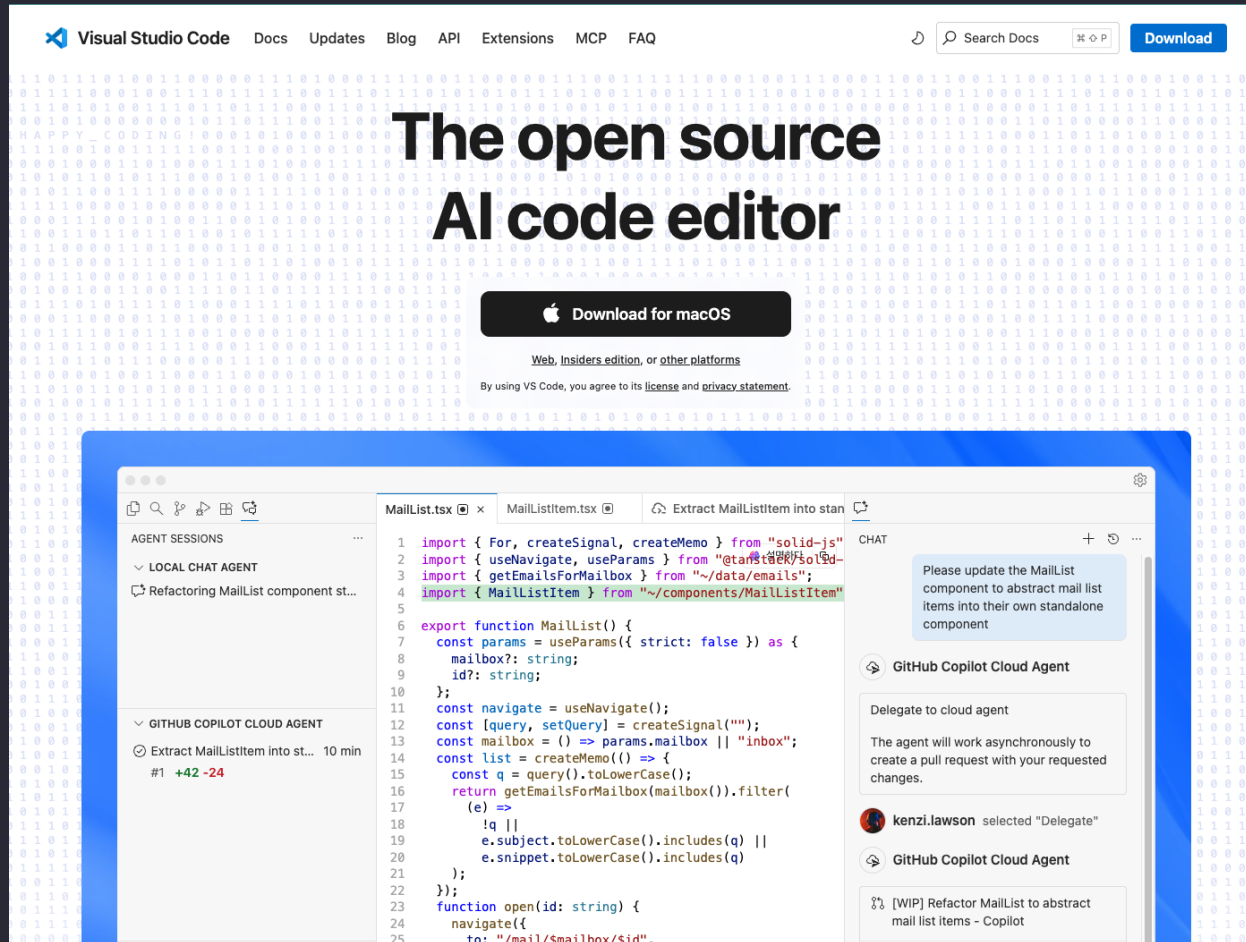 Visual Studio Code
Docs
Updates
Blog
API
Extensions
MCP
FAQ
Search Docs
⌘ ⇧ P
Download
HAPPY_CODING!
The open source
AI code editor
Download for macOS
Web, Insiders edition, or other platforms
By using VS Code, you agree to its license and privacy statement.
AGENT SESSIONS
LOCAL CHAT AGENT
Refactoring MailList component st...
GITHUB COPILOT CLOUD AGENT
Extract MailListItem into st... 10 min
#1 +42 -24
MailList.tsx
MailListItem.tsx
Extract MailListItem into stan
1 import { For, createSignal, createMemo } from "solid-js"
2 import { useNavigate, useParams } from "@tanstack/solid-
설명하다
3 import { getEmailsForMailbox } from "~/data/emails";
4 import { MailListItem } from "~/components/MailListItem"
5
6 export function MailList() {
7 const params = useParams({ strict: false }) as {
8 mailbox?: string;
9 id?: string;
10 };
11 const navigate = useNavigate();
12 const [query, setQuery] = createSignal("");
13 const mailbox = () => params.mailbox || "inbox";
14 const list = createMemo(() => {
15 const q = query().toLowerCase();
16 return getEmailsForMailbox(mailbox()).filter(
17 (e) =>
18 !q ||
19 e.subject.toLowerCase().includes(q) ||
20 e.snippet.toLowerCase().includes(q)
21 );
22 });
23 function open(id: string) {
24 navigate({
25 to: "/mail/$mailbox/$id",
CHAT
Please update the MailList
component to abstract mail list
items into their own standalone
component
GitHub Copilot Cloud Agent
Delegate to cloud agent
The agent will work asynchronously to
create a pull request with your requested
changes.
kenzi.lawson selected "Delegate"
GitHub Copilot Cloud Agent
[WIP] Refactor MailList to abstract
mail list items - Copilot